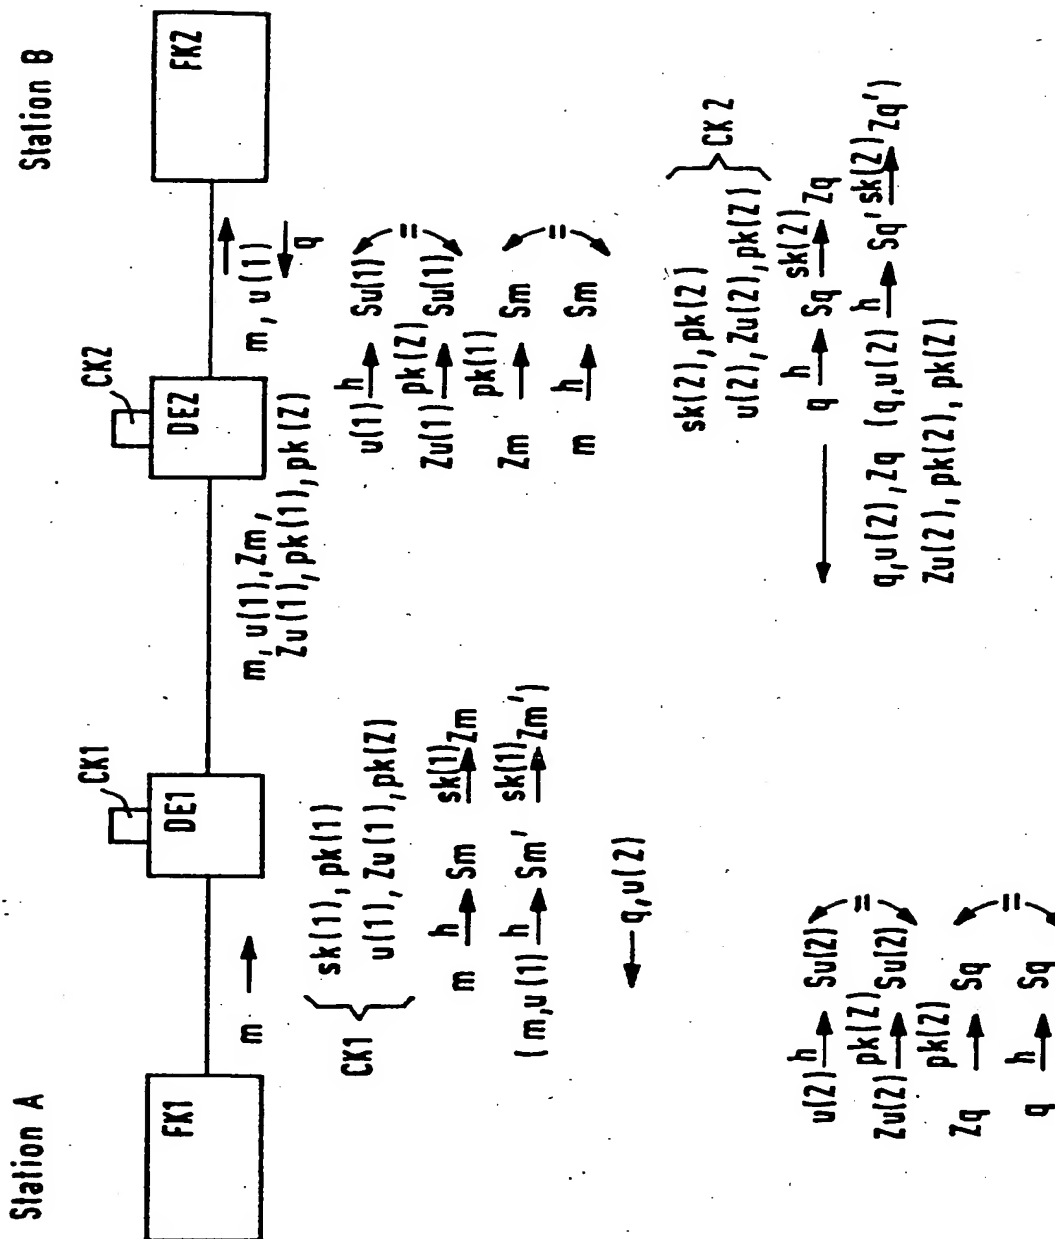 Station A
Station B
FK1
DE1
CK1
DE2
CK2
FK2
m
m, u(1), Zm,
Zu(1), pk(1), pk(Z)
m, u(1)
q
CK1
sk(1), pk(1)
u(1), Zu(1), pk(Z)
m h Sm sk(1) Zm
(m, u(1) h Sm' sk(1) Zm')
u(1) h Su(1)
Zu(1) pk(Z) Su(1)
=
Zm pk(1) Sm
m h Sm
=
q, u(2)
sk(2), pk(2)
u(2), Zu(2), pk(Z)
CK2
q h Sq sk(2) Zq
q, u(2), Zq (q, u(2) h Sq' sk(2) Zq')
Zu(2), pk(2), pk(Z)
u(2) h Su(2)
Zu(2) pk(Z) Su(2)
=
Zq pk(2) Sq
q h Sq
=